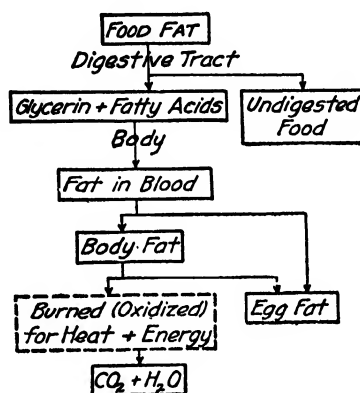 FOOD FAT
Digestive Tract
Glycerin + Fatty Acids
Undigested
Food
Body
Fat in Blood
Body Fat
Burned (Oxidized)
for Heat + Energy
Egg Fat
CO2 + H2O